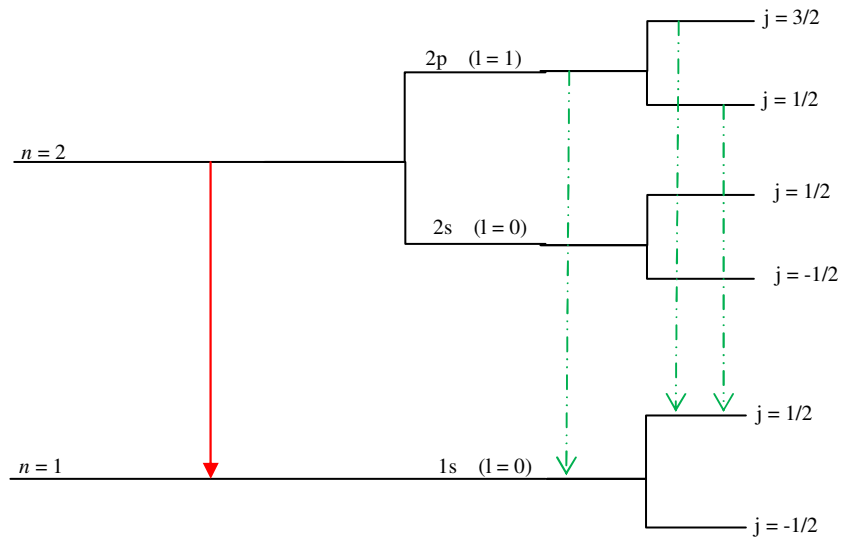 j = 3/2
2p (l = 1)
j = 1/2
n = 2
j = 1/2
2s (l = 0)
j = -1/2
j = 1/2
n = 1
1s (l = 0)
j = -1/2